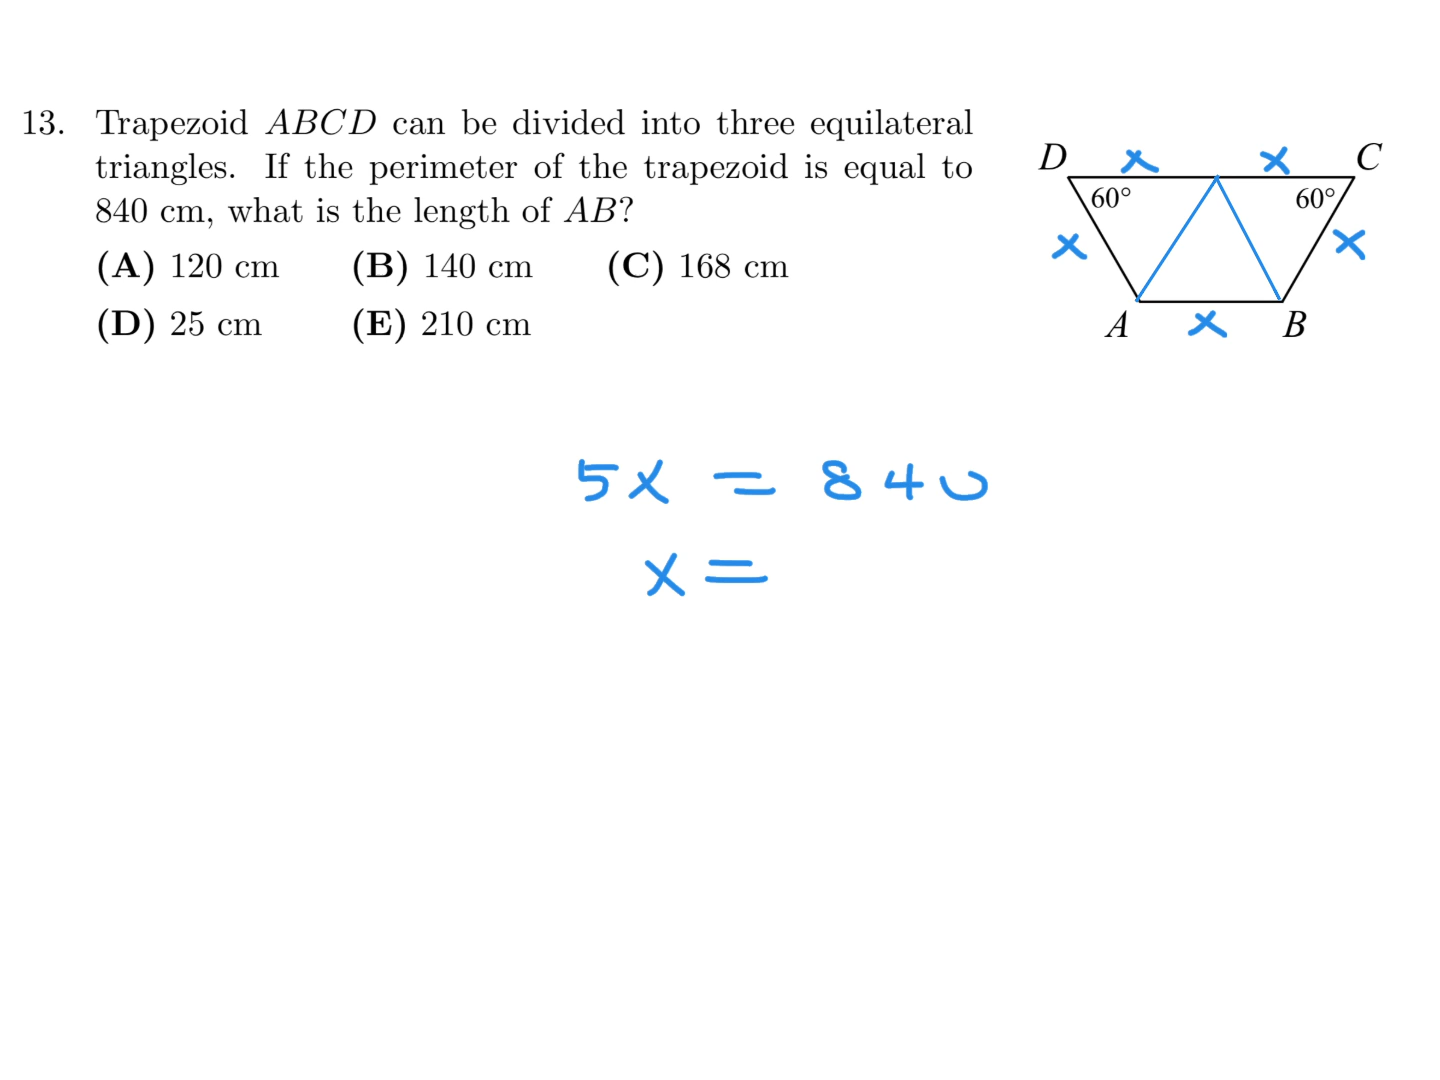 13. Trapezoid ABCD can be divided into three equilateral
triangles. If the perimeter of the trapezoid is equal to
840 cm, what is the length of AB?
(A) 120 cm (B) 140 cm (C) 168 cm
(D) 25 cm (E) 210 cm
D x x C
60° 60°
x x
A x B
5x = 840
x =